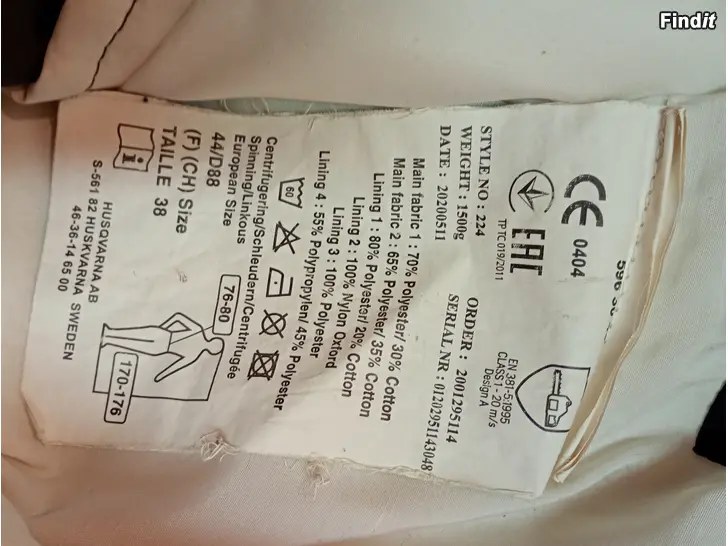 Findit
0404
TP TC 019/2011
EN 381-5:1995
CLASS 1 - 20 m/s
Design A
STYLE NO: 224
WEIGHT : 1500g
DATE : 20200511
ORDER : 2001295114
SERIAL NR : 01202951143048
Main fabric 1 : 70% Polyester/ 30% Cotton
Main fabric 2 : 65% Polyester/ 35% Cotton
Lining 1 : 80% Polyester/ 20% Cotton
Lining 2 : 100% Nylon Oxford
Lining 3 : 100% Polyester
Lining 4 : 55% Polypropylen/ 45% Polyester
60
Centrifugering/Schleudern/Centrifugée
Spinning/Linkous
European Size
44/D88
(F) (CH) Size
TAILLE 38
76-80
170-176
HUSQVARNA AB
S-561 82 HUSKVARNA SWEDEN
46-36-14 65 00